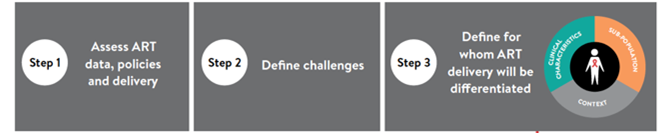 Step 1
Assess ART
data, policies
and delivery
Step 2
Define challenges
Step 3
Define for
whom ART
delivery will be
differentiated
CLINICAL
CHARACTERISTICS
SUB-POPULATION
CONTEXT